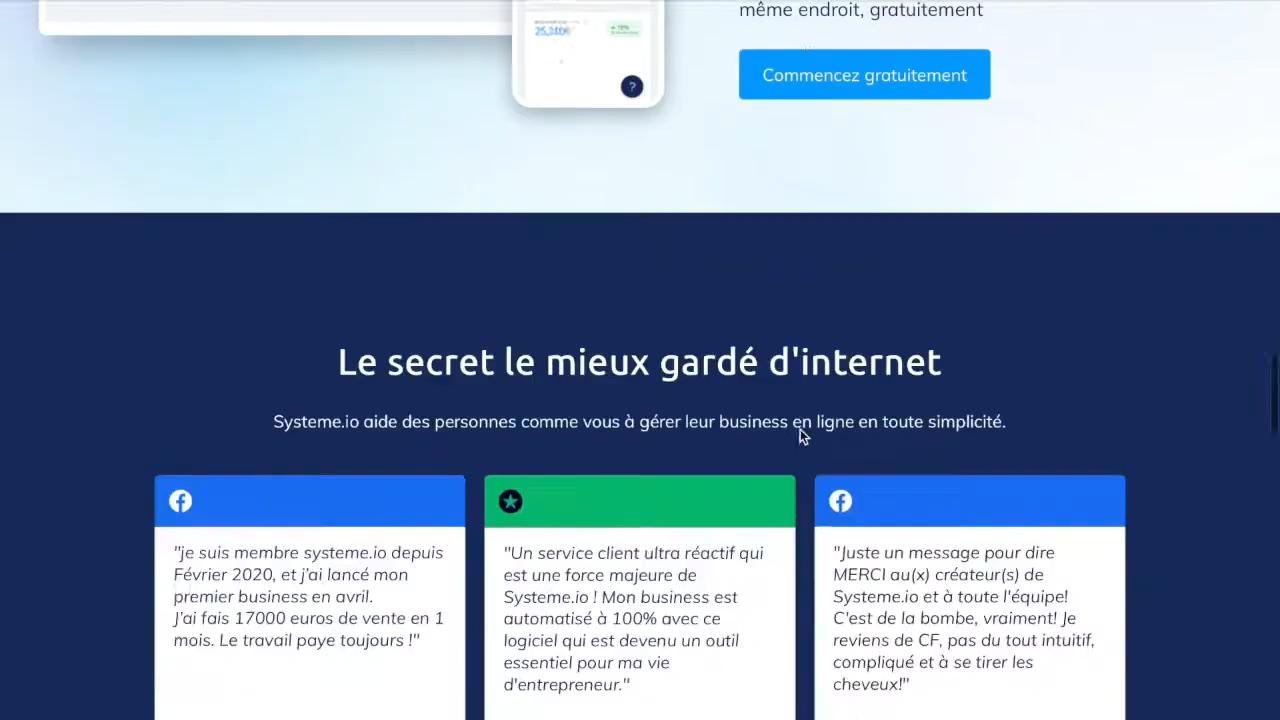 même endroit, gratuitement
?
Commencez gratuitement
Le secret le mieux gardé d'internet
Systeme.io aide des personnes comme vous à gérer leur business en ligne en toute simplicité.
"je suis membre systeme.io depuis
Février 2020, et j'ai lancé mon
premier business en avril.
J'ai fais 17000 euros de vente en 1
mois. Le travail paye toujours !"
"Un service client ultra réactif qui
est une force majeure de
Systeme.io ! Mon business est
automatisé à 100% avec ce
logiciel qui est devenu un outil
essentiel pour ma vie
d'entrepreneur."
"Juste un message pour dire
MERCI au(x) créateur(s) de
Systeme.io et à toute l'équipe!
C'est de la bombe, vraiment! Je
reviens de CF, pas du tout intuitif,
compliqué et à se tirer les
cheveux!"